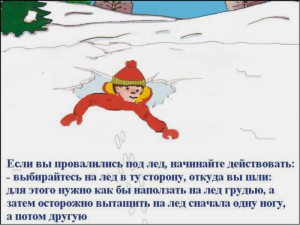 Если вы провалились под лед, начинайте действовать:
- выбирайтесь на лед в ту сторону, откуда вы шли:
для этого нужно как бы наползать на лед грудью, а
затем осторожно вытащить на лед сначала одну ногу,
а потом другую